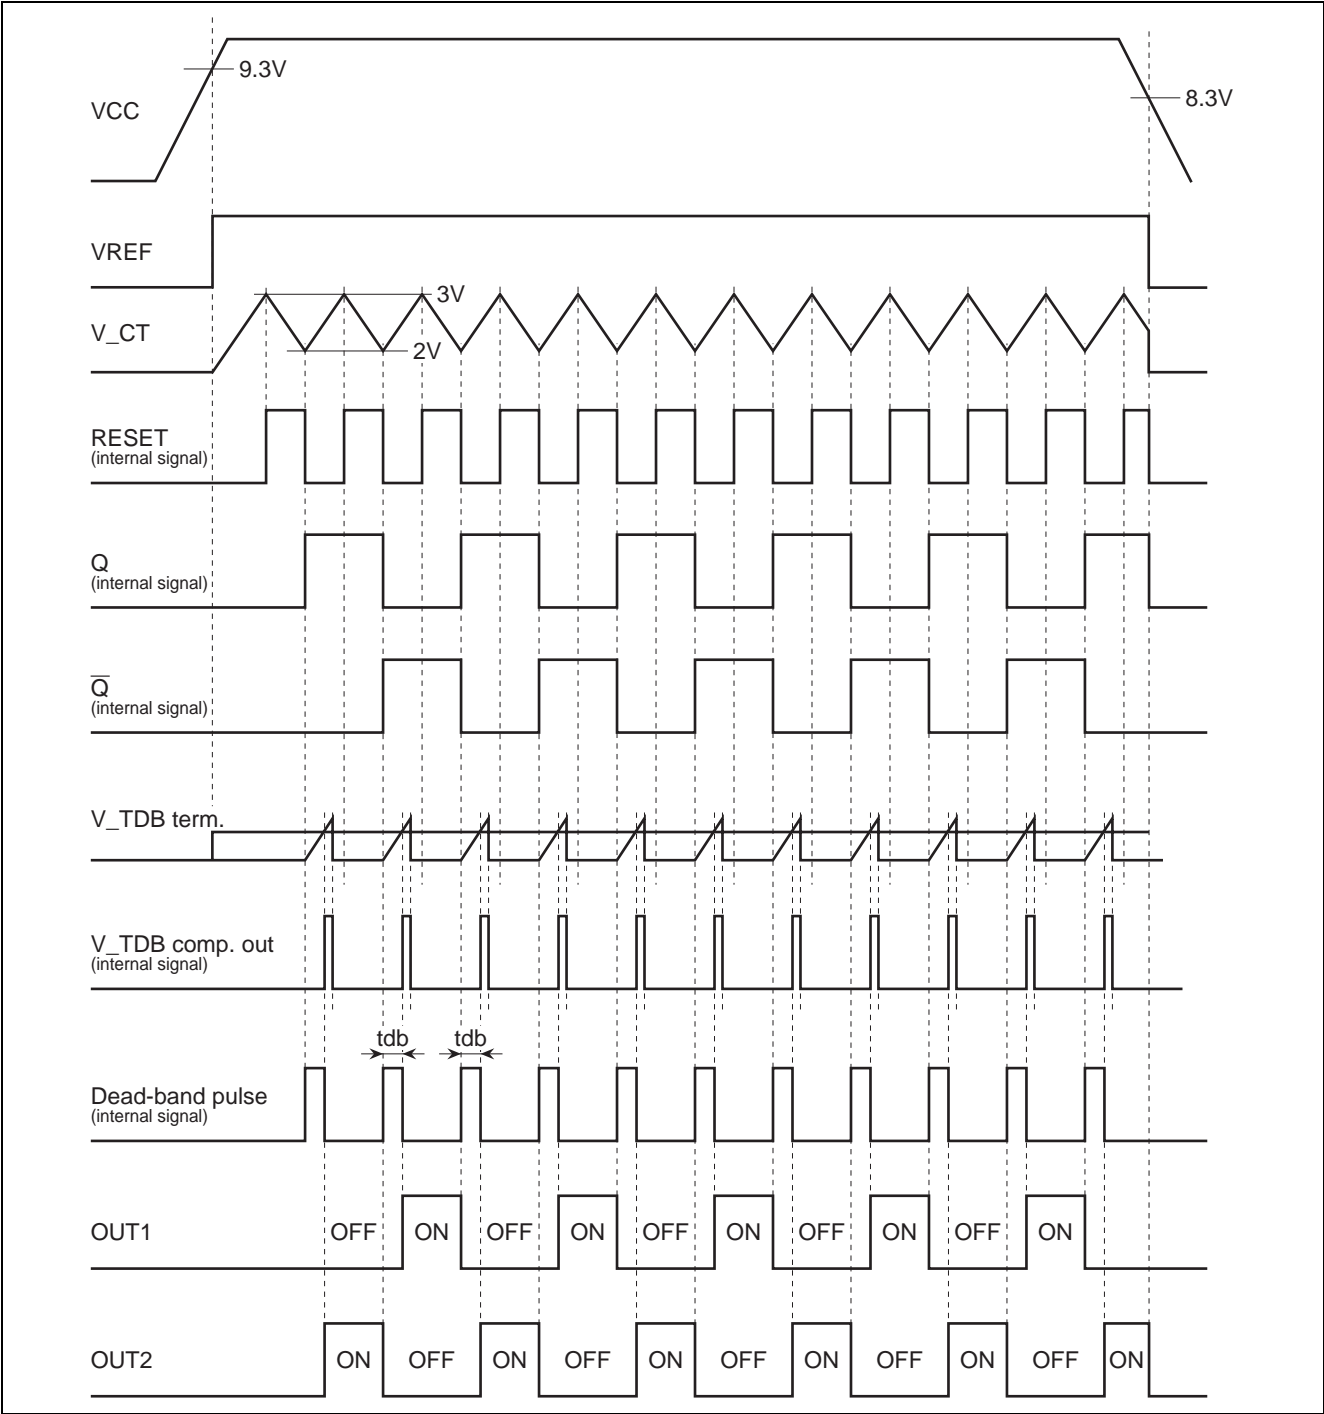 9.3V
8.3V
VCC
VREF
3V
V_CT
2V
RESET
(internal signal)
Q
(internal signal)
Q̅
(internal signal)
V_TDB term.
V_TDB comp. out
(internal signal)
tdb tdb
Dead-band pulse
(internal signal)
OUT1 OFF ON OFF ON OFF ON OFF ON OFF ON
OUT2 ON OFF ON OFF ON OFF ON OFF ON OFF ON